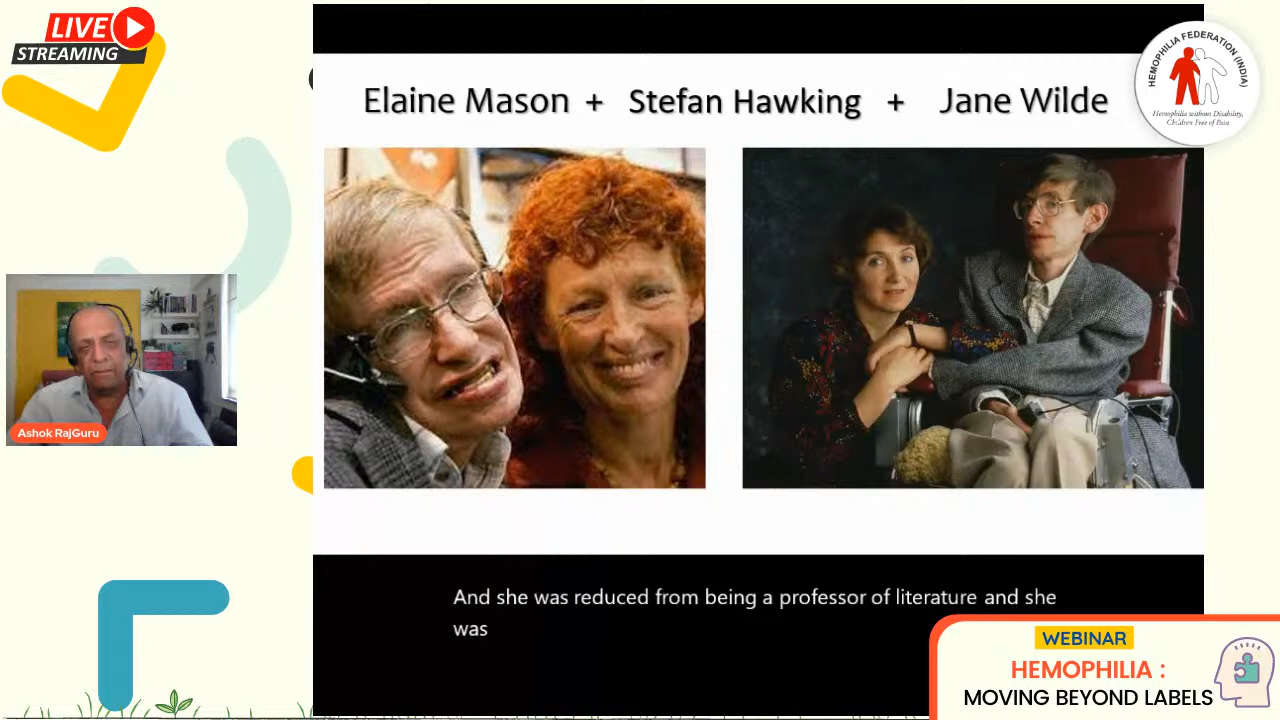 LIVE
STREAMING
Elaine Mason + Stefan Hawking + Jane Wilde
HEMOPHILIA FEDERATION (INDIA)
Hemophilia without Disability,
Children Free of Pain
Ashok RajGuru
And she was reduced from being a professor of literature and she
was
WEBINAR
HEMOPHILIA :
MOVING BEYOND LABELS